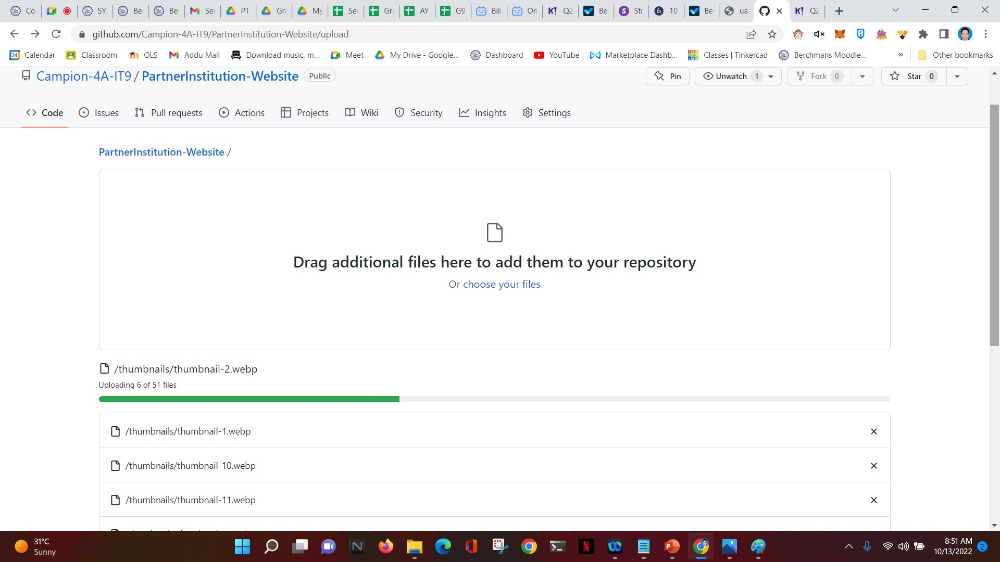 Co
SY
Be
Be
Ser
PT
Gra
My
Sev
Gra
AY
G9
Bili
On
Q2
Be
Str
10
Be
ua
Q2
github.com/Campion-4A-IT9/PartnerInstitution-Website/upload
Calendar
Classroom
OLS
Addu Mail
Download music, m...
Meet
My Drive - Google...
Dashboard
YouTube
Marketplace Dashb...
Classes | Tinkercad
Berchmans Moodle...
»
Other bookmarks
Campion-4A-IT9 / PartnerInstitution-Website Public
Pin
Unwatch 1
Fork 0
Star 0
Code
Issues
Pull requests
Actions
Projects
Wiki
Security
Insights
Settings
PartnerInstitution-Website /
Drag additional files here to add them to your repository
Or choose your files
/thumbnails/thumbnail-2.webp
Uploading 6 of 51 files
/thumbnails/thumbnail-1.webp
/thumbnails/thumbnail-10.webp
/thumbnails/thumbnail-11.webp
31°C
Sunny
8:51 AM
10/13/2022
2